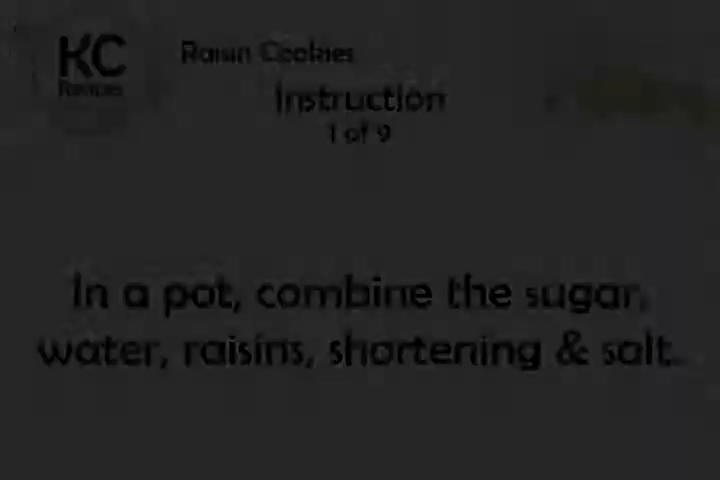 KC
Raisin Cookies
Instruction
1 of 9
In a pot, combine the sugar,
water, raisins, shortening & salt.